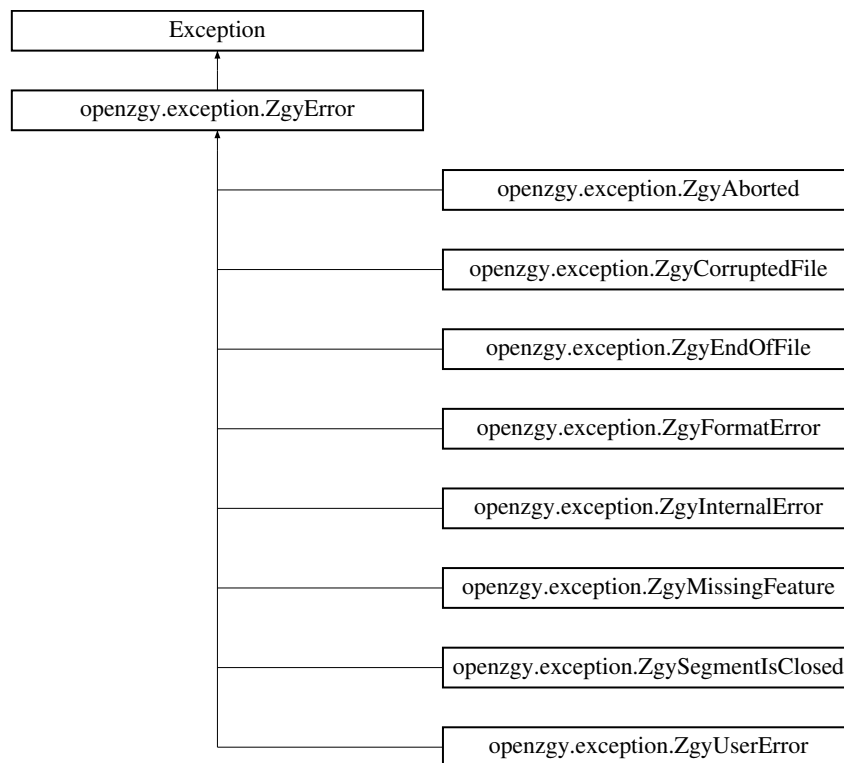 Exception
openzgy.exception.ZgyError
openzgy.exception.ZgyAborted
openzgy.exception.ZgyCorruptedFile
openzgy.exception.ZgyEndOfFile
openzgy.exception.ZgyFormatError
openzgy.exception.ZgyInternalError
openzgy.exception.ZgyMissingFeature
openzgy.exception.ZgySegmentIsClosed
openzgy.exception.ZgyUserError